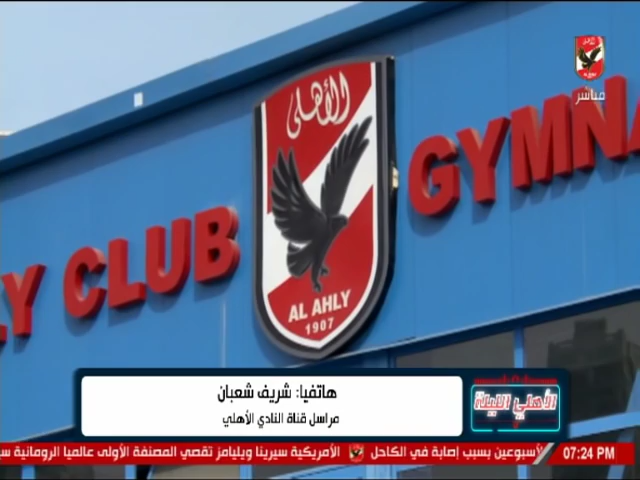 مباشر
الأهلي
LY CLUB
GYMNA
AL AHLY
1907
هاتفيا: شريف شعبان
مراسل قناة النادي الأهلي
الأهلي الليلة
لأسبوعين بسبب إصابة في الكاحل
الأمريكية سيرينا ويليامز تقصي المصنفة الأولى عالميا الرومانية س
07:24 PM